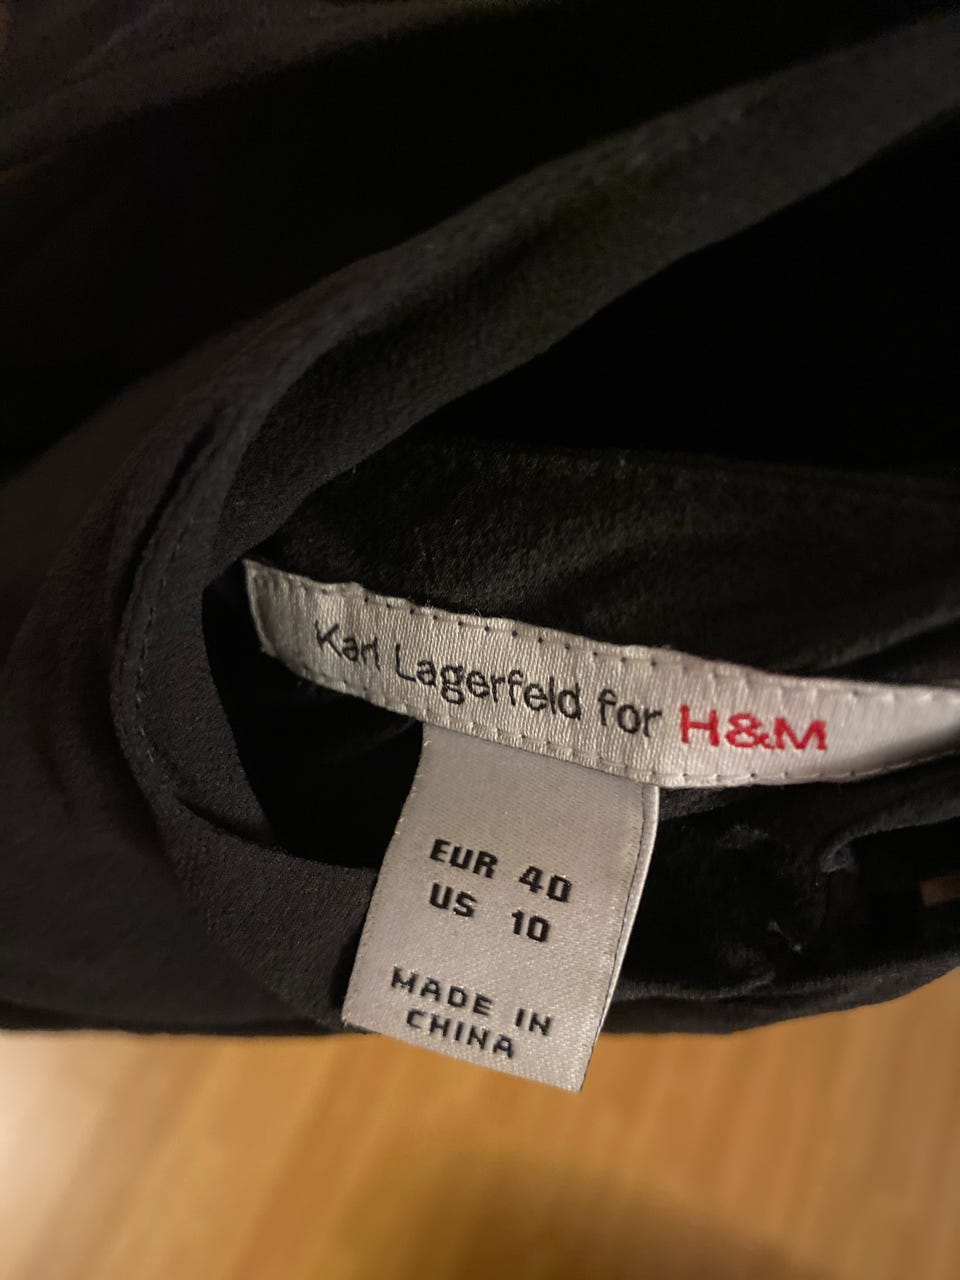 Karl Lagerfeld for H&M
EUR 40
US 10
MADE IN
CHINA